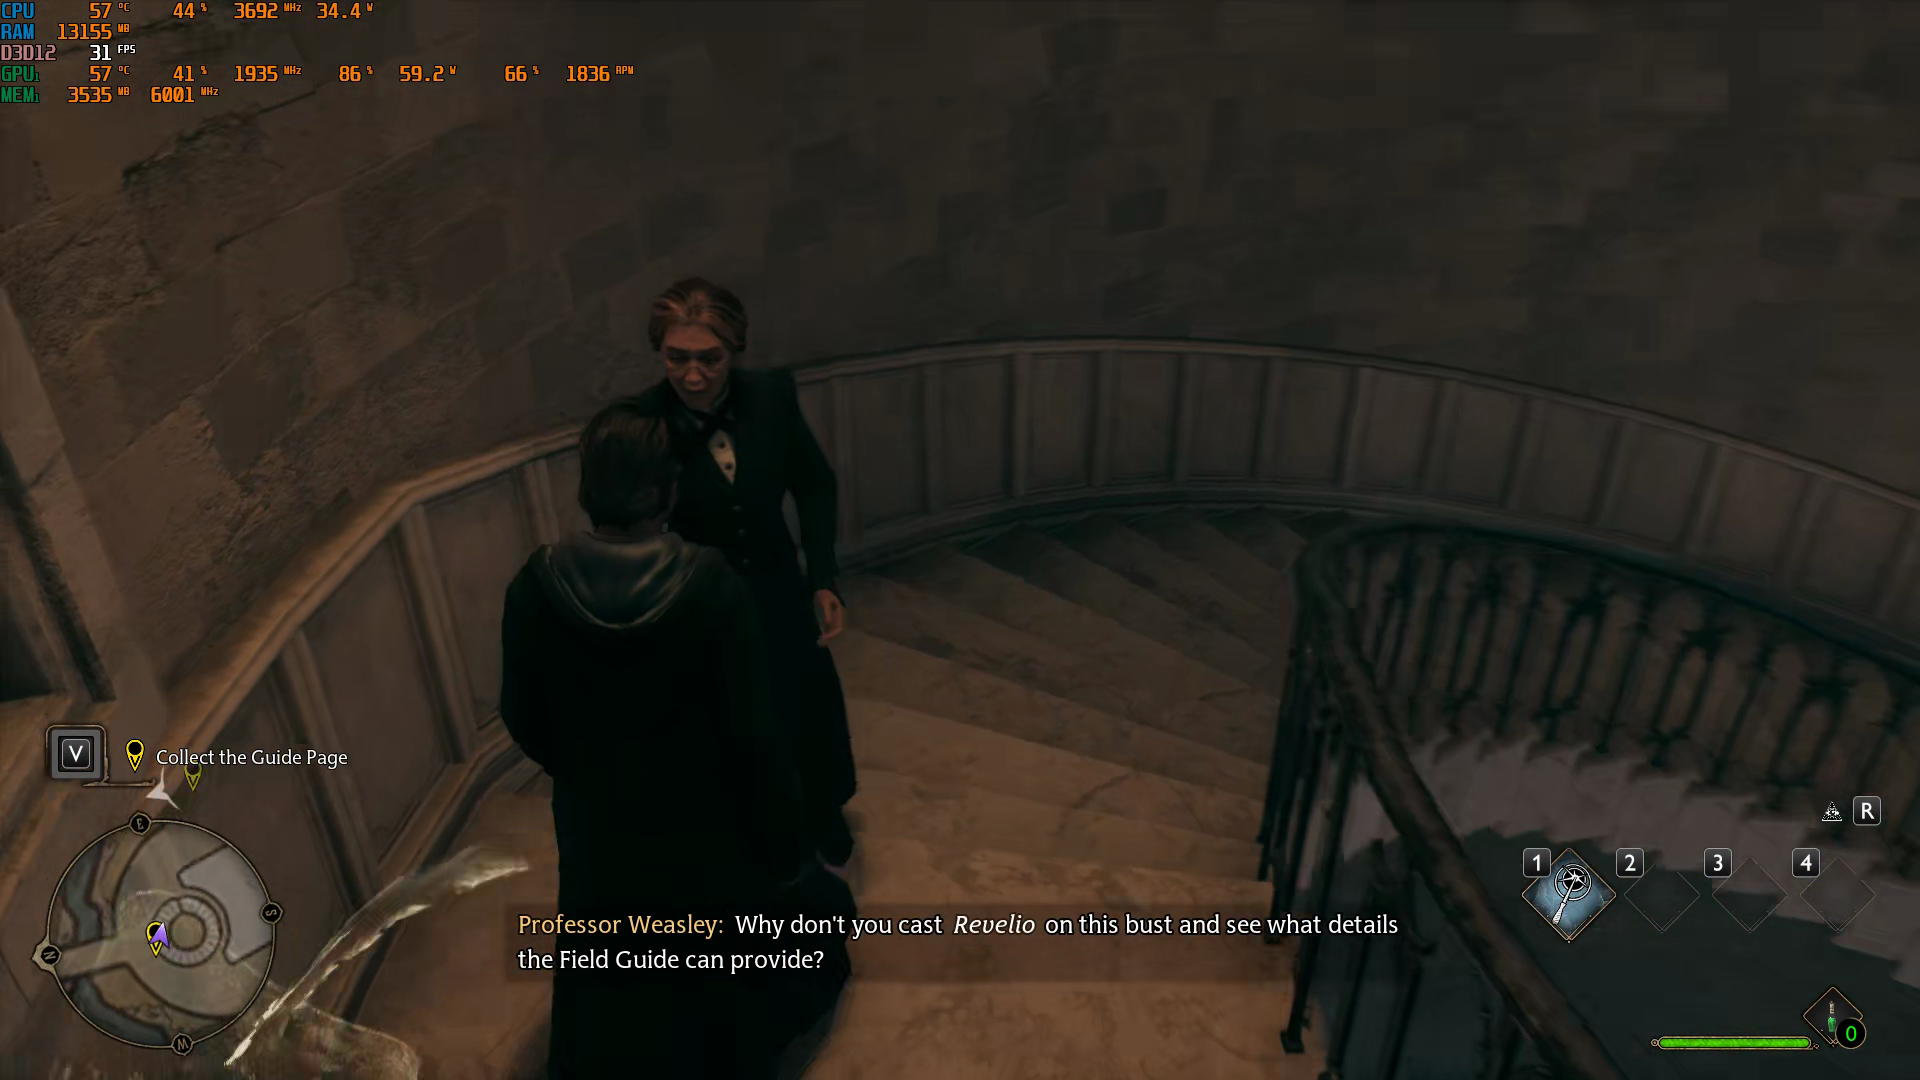 CPU 57 °C 44 % 3692 MHz 34.4 W
RAM 13155 MB
D3D12 31 FPS
GPU1 57 °C 41 % 1935 MHz 86 % 59.2 W 66 % 1836 RPM
MEM1 3535 MB 6001 MHz
V Collect the Guide Page
R
1 2 3 4
E
S
N
W
Professor Weasley: Why don't you cast Revelio on this bust and see what details
the Field Guide can provide?
0